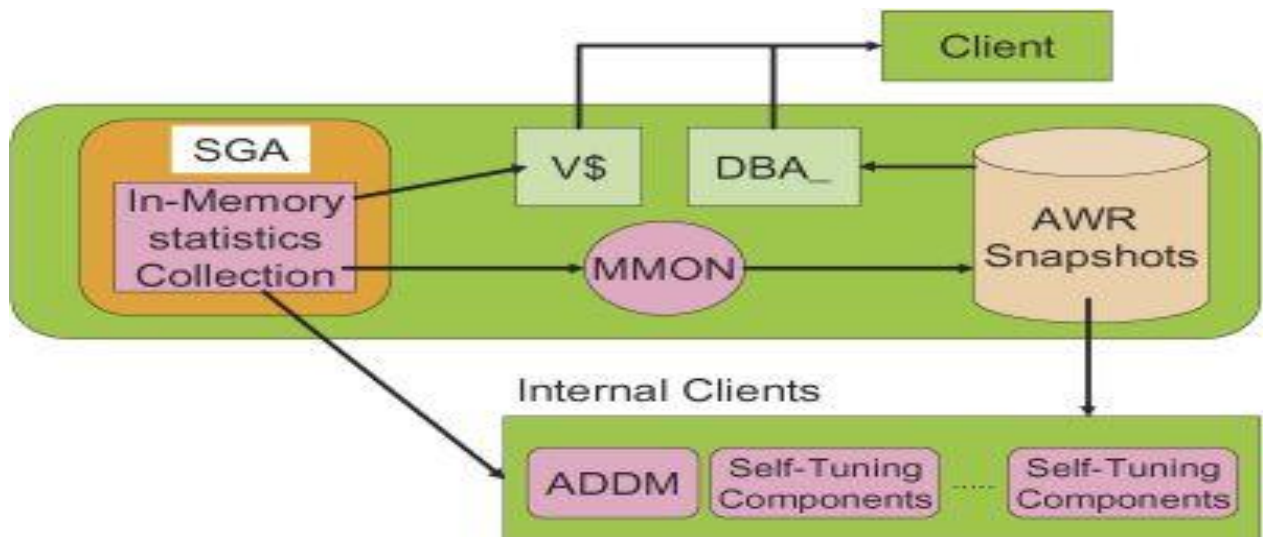 Client
SGA
In-Memory
statistics
Collection
V$
DBA_
MMON
AWR
Snapshots
Internal Clients
ADDM
Self-Tuning
Components
.....
Self-Tuning
Components